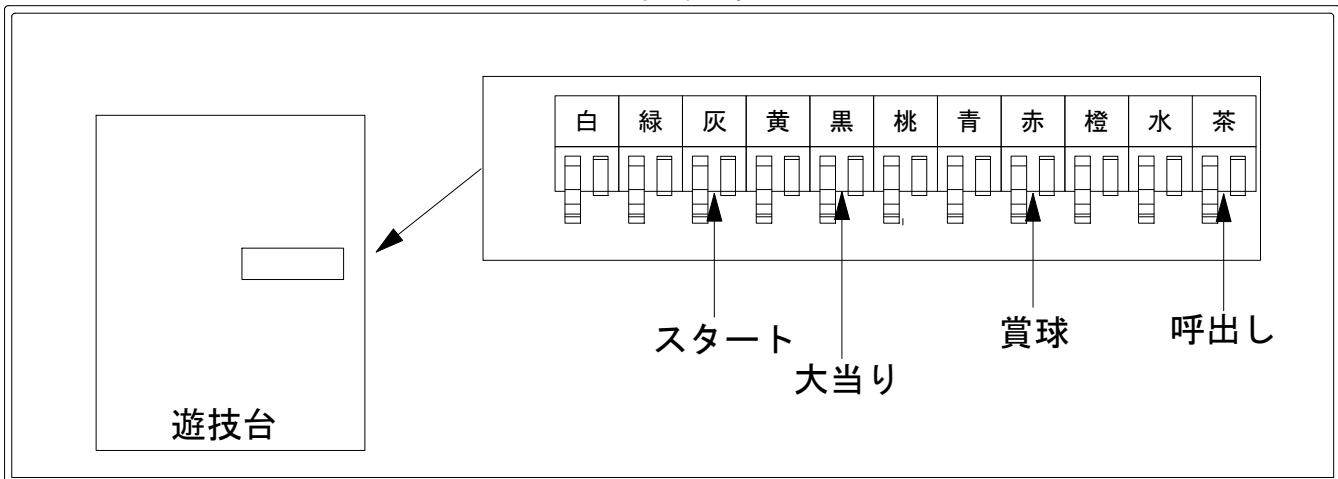 白 緑 灰 黄 黒 桃 青 赤 橙 水 茶
スタート
大当り
賞球
呼出し
遊技台